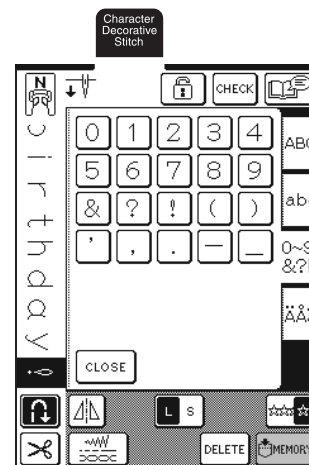 Character
Decorative
Stitch
N
CHECK
0 1 2 3 4
ABC
5 6 7 8 9
abc
& ? ! ( )
0~9
&?!
' , . — _
ÄÅ
u i r t h d a y
CLOSE
L S
DELETE MEMORY